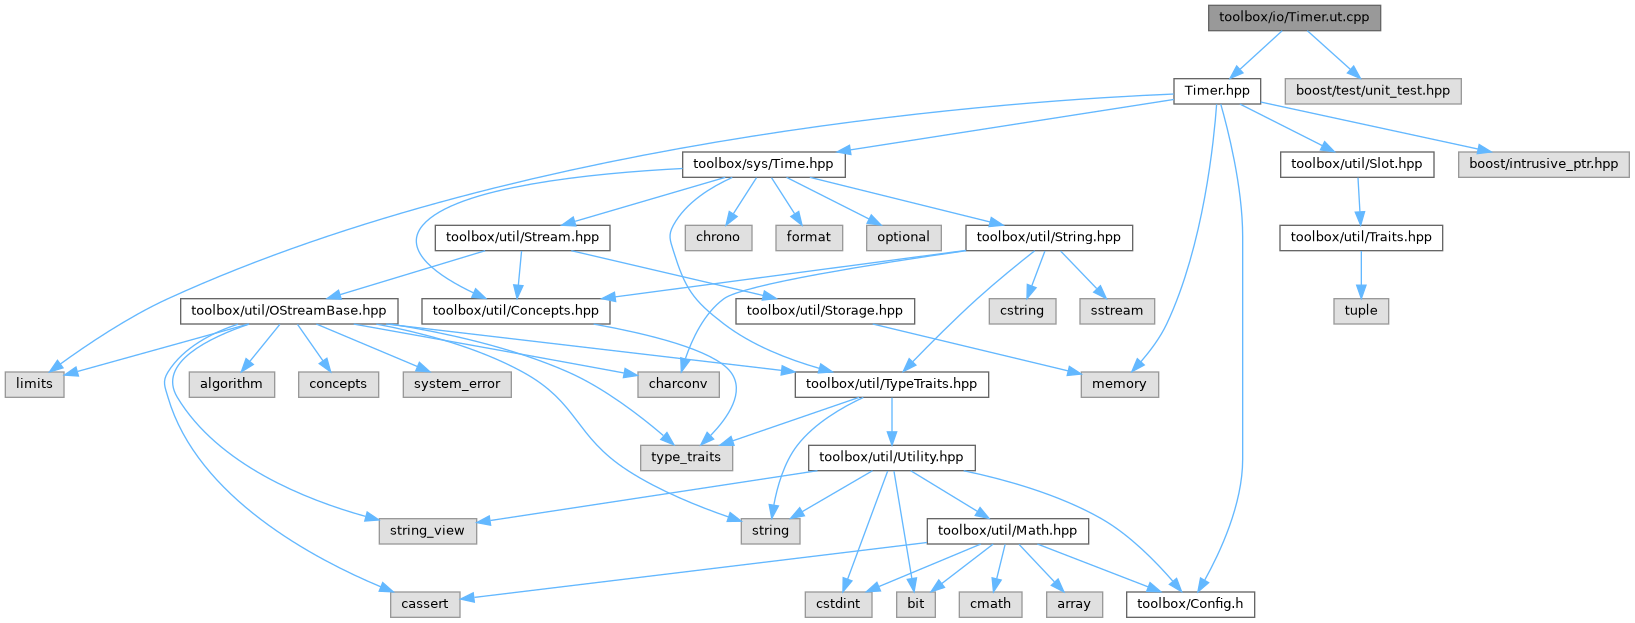 toolbox/io/Timer.ut.cpp
Timer.hpp
boost/test/unit_test.hpp
toolbox/sys/Time.hpp
toolbox/util/Slot.hpp
boost/intrusive_ptr.hpp
toolbox/util/Stream.hpp
chrono
format
optional
toolbox/util/String.hpp
toolbox/util/Traits.hpp
toolbox/util/OStreamBase.hpp
toolbox/util/Concepts.hpp
toolbox/util/Storage.hpp
cstring
sstream
tuple
limits
algorithm
concepts
system_error
charconv
toolbox/util/TypeTraits.hpp
memory
type_traits
toolbox/util/Utility.hpp
string_view
string
toolbox/util/Math.hpp
cassert
cstdint
bit
cmath
array
toolbox/Config.h